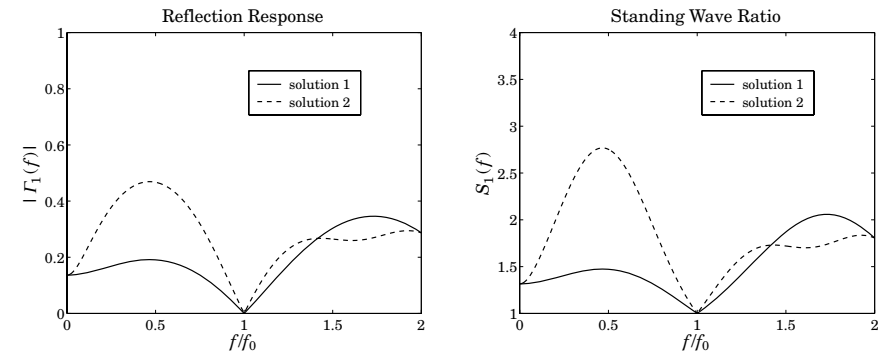 Reflection Response
1
0.8
0.6
0.4
0.2
0
0 0.5 1 1.5 2
f/f0
| Γ1(f)|
solution 1
solution 2
Standing Wave Ratio
4
3.5
3
2.5
2
1.5
1
0 0.5 1 1.5 2
f/f0
S1(f)
solution 1
solution 2